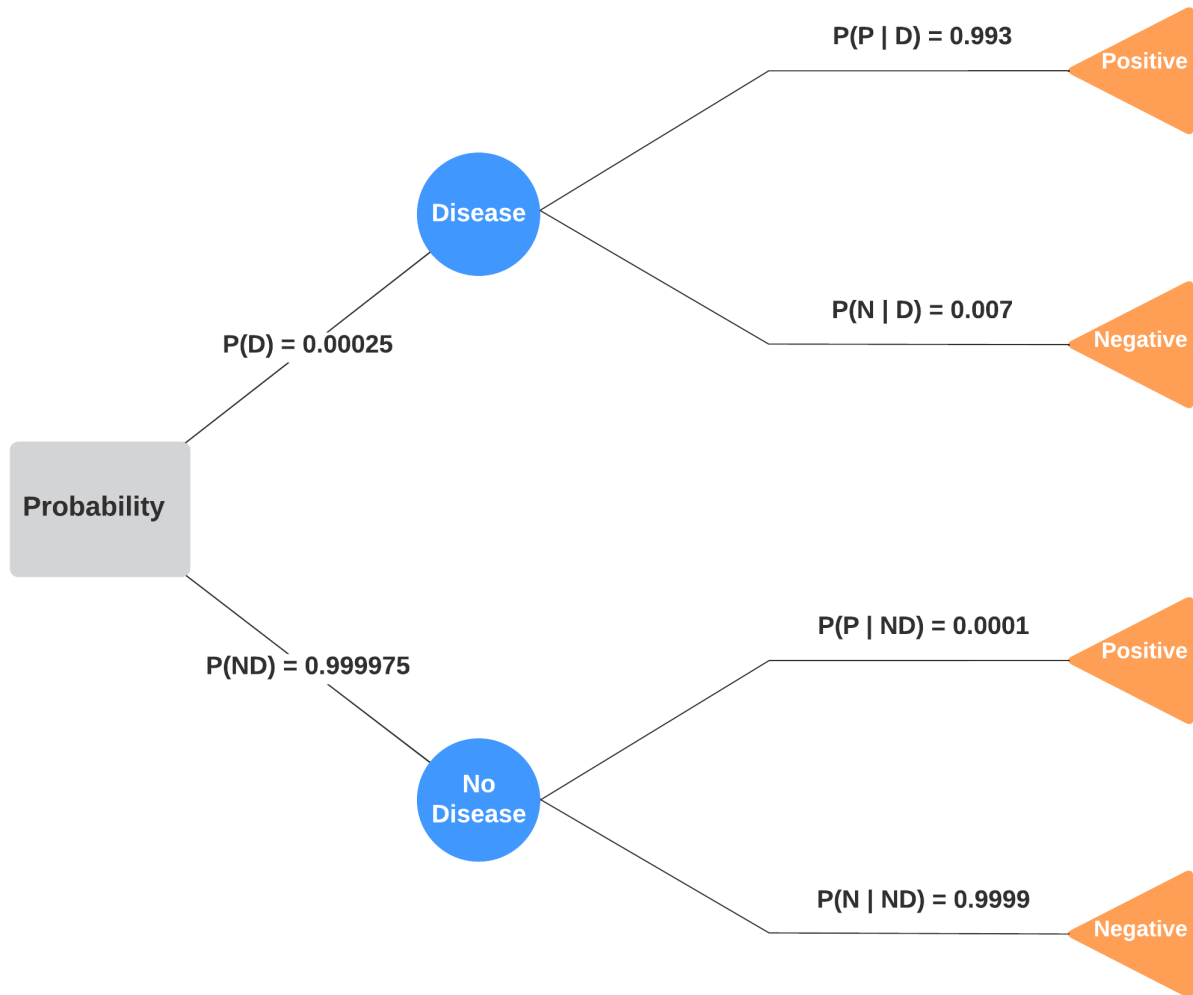 P(P | D) = 0.993
Positive
Disease
P(N | D) = 0.007
Negative
P(D) = 0.00025
Probability
P(ND) = 0.999975
P(P | ND) = 0.0001
Positive
No
Disease
P(N | ND) = 0.9999
Negative